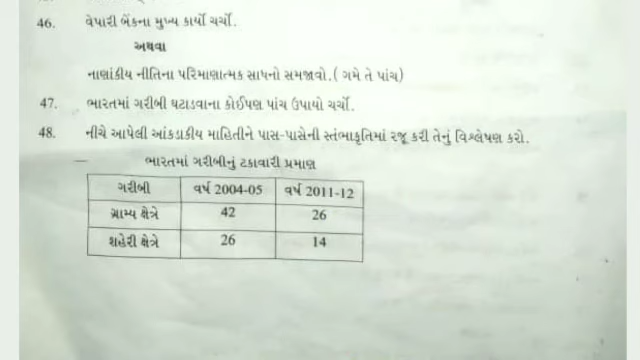 46. વેપારી બેંકના મુખ્ય કાર્યો ચર્ચો.
અથવા
નાણાંકીય નીતિના પરિમાણાત્મક સાધનો સમજાવો.( ગમે તે પાંચ)
47. ભારતમાં ગરીબી ઘટાડવાના કોઈપણ પાંચ ઉપાયો ચર્ચો.
48. નીચે આપેલી આંકડાકીય માહિતીને પાસ-પાસેની સ્તંભાકૃતિમાં રજૂ કરી તેનું વિશ્લેષણ કરો.
ભારતમાં ગરીબીનું ટકાવારી પ્રમાણ
ગરીબી વર્ષ 2004-05 વર્ષ 2011-12
ગ્રામ્ય ક્ષેત્રે 42 26
શહેરી ક્ષેત્રે 26 14